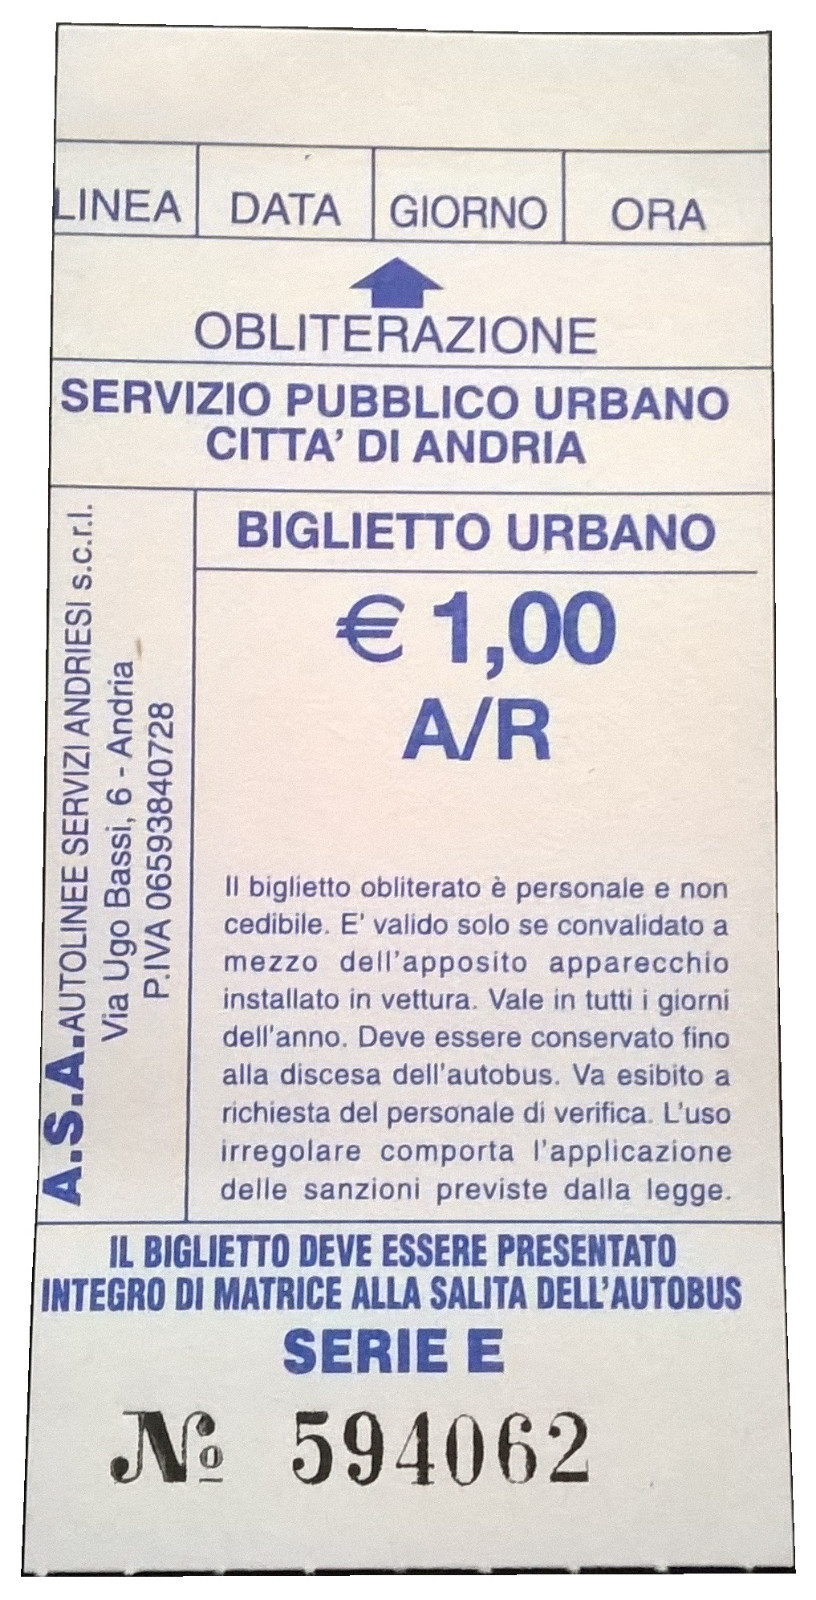 LINEA DATA GIORNO ORA
OBLITERAZIONE
SERVIZIO PUBBLICO URBANO
CITTA' DI ANDRIA
A.S.A. AUTOLINEE SERVIZI ANDRIESI s.c.r.l.
Via Ugo Bassi, 6 - Andria
P.IVA 06593840728
BIGLIETTO URBANO
€ 1,00
A/R
Il biglietto obliterato è personale e non
cedibile. E' valido solo se convalidato a
mezzo dell'apposito apparecchio
installato in vettura. Vale in tutti i giorni
dell'anno. Deve essere conservato fino
alla discesa dell'autobus. Va esibito a
richiesta del personale di verifica. L'uso
irregolare comporta l'applicazione
delle sanzioni previste dalla legge.
IL BIGLIETTO DEVE ESSERE PRESENTATO
INTEGRO DI MATRICE ALLA SALITA DELL'AUTOBUS
SERIE E
№ 594062